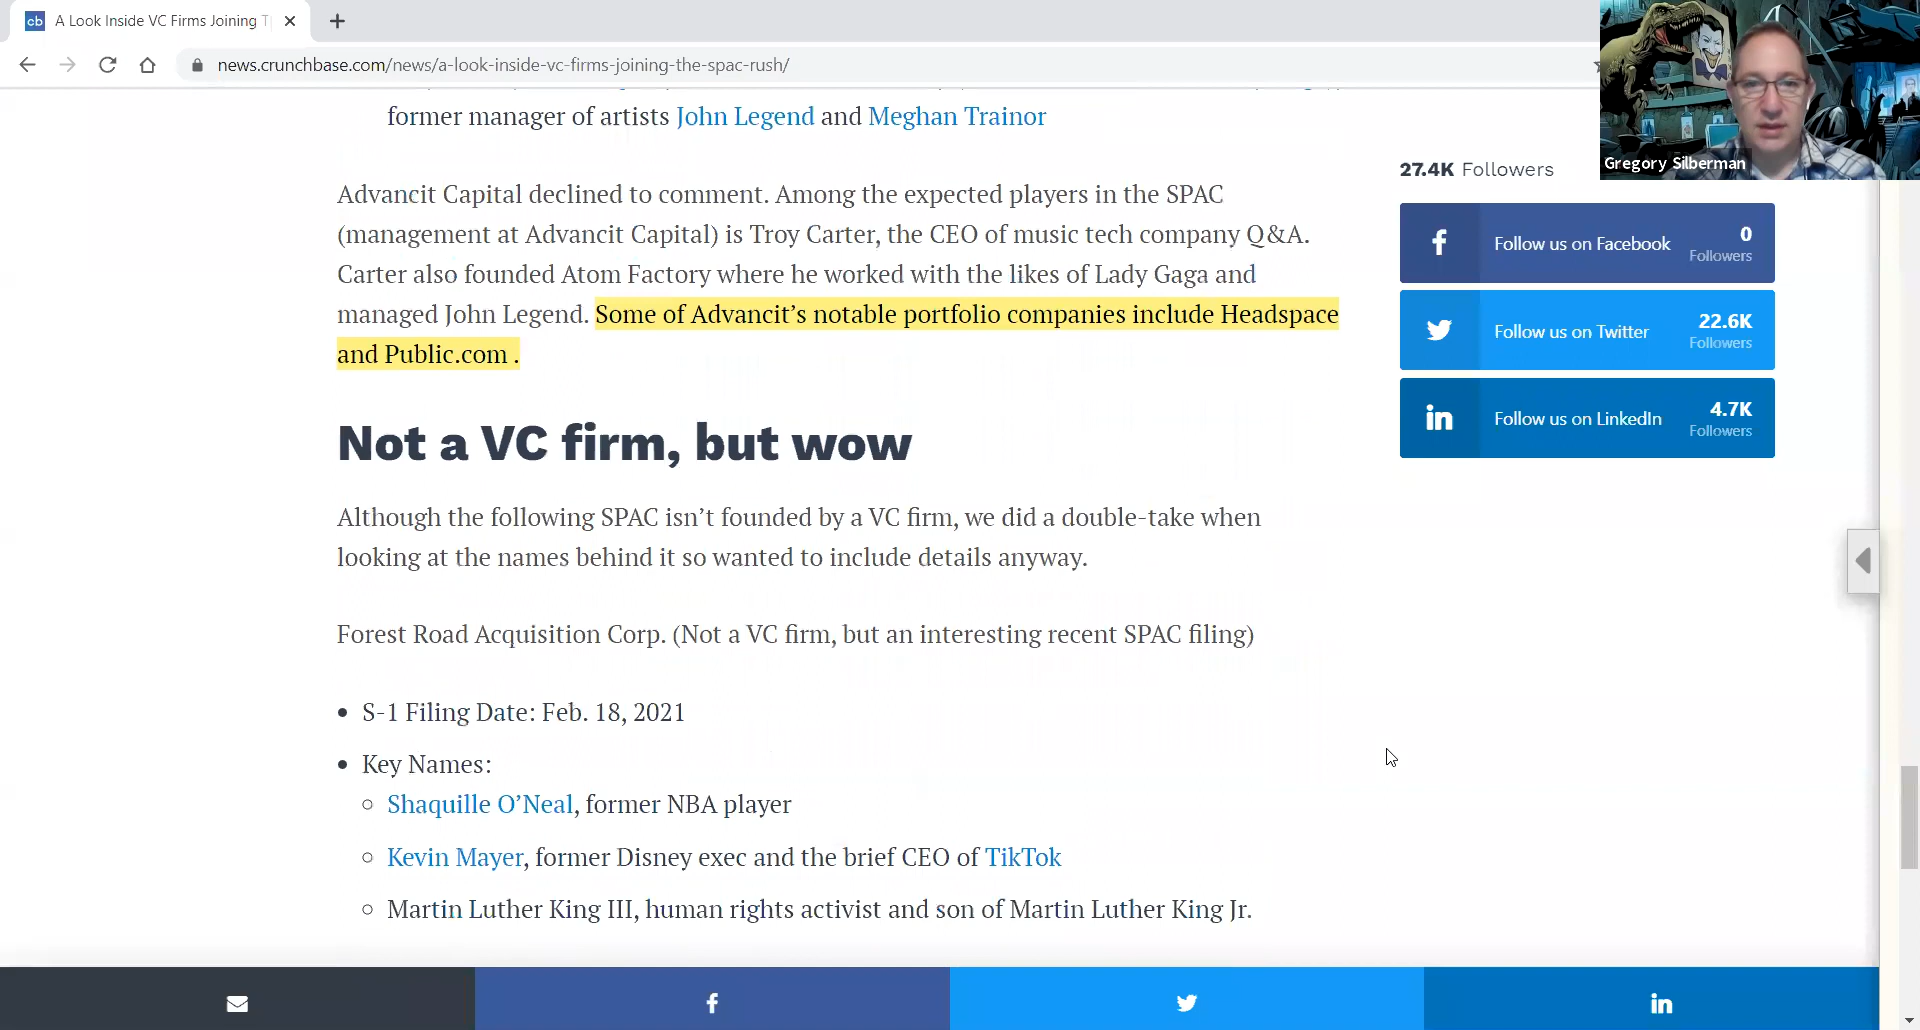 cb A Look Inside VC Firms Joining T
news.crunchbase.com/news/a-look-inside-vc-firms-joining-the-spac-rush/
Gregory Silberman
former manager of artists John Legend and Meghan Trainor
27.4K Followers
Advancit Capital declined to comment. Among the expected players in the SPAC
(management at Advancit Capital) is Troy Carter, the CEO of music tech company Q&A.
Carter also founded Atom Factory where he worked with the likes of Lady Gaga and
managed John Legend. Some of Advancit’s notable portfolio companies include Headspace
and Public.com .
Follow us on Facebook 0
Followers
Follow us on Twitter 22.6K
Followers
Follow us on LinkedIn 4.7K
Followers
Not a VC firm, but wow
Although the following SPAC isn’t founded by a VC firm, we did a double-take when
looking at the names behind it so wanted to include details anyway.
Forest Road Acquisition Corp. (Not a VC firm, but an interesting recent SPAC filing)
S-1 Filing Date: Feb. 18, 2021
Key Names:
Shaquille O’Neal, former NBA player
Kevin Mayer, former Disney exec and the brief CEO of TikTok
Martin Luther King III, human rights activist and son of Martin Luther King Jr.